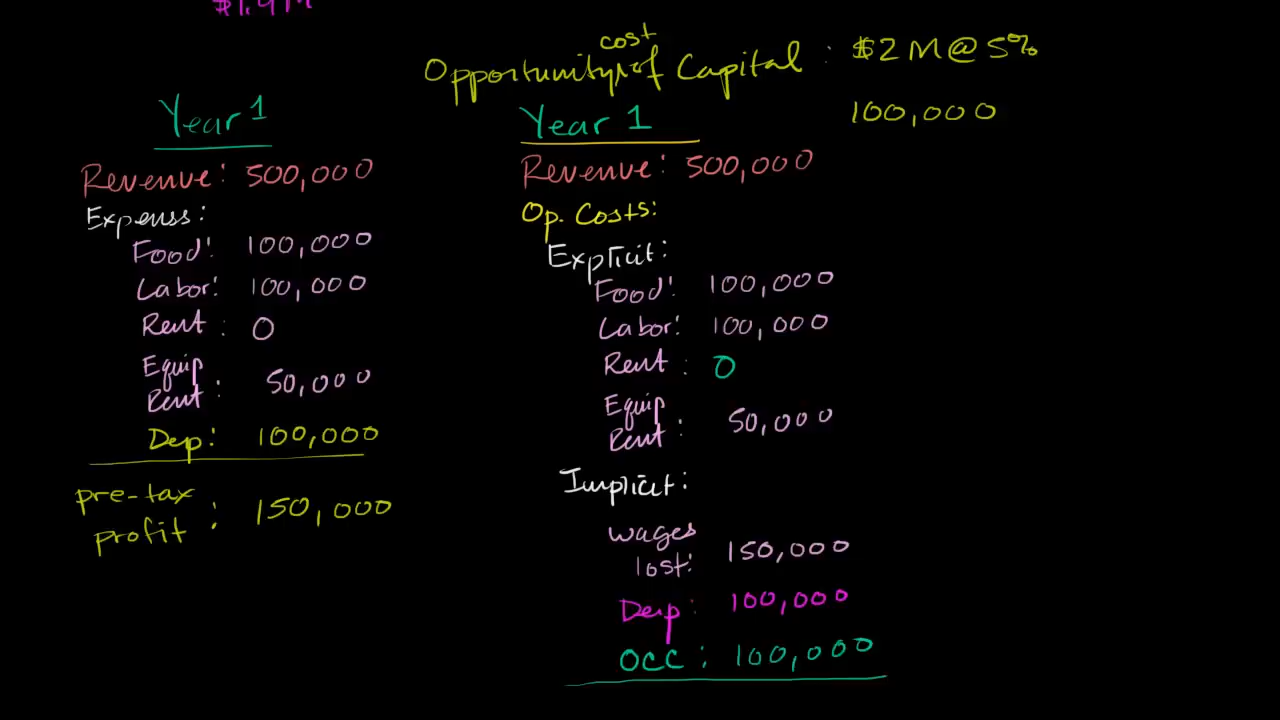 $1.9M
Opportunity cost of Capital : $2M@5%
100,000
Year 1
Revenue: 500,000
Expenses:
Food: 100,000
Labor: 100,000
Rent: 0
Equip
Rent: 50,000
Dep: 100,000
pre-tax
profit: 150,000
Year 1
Revenue: 500,000
Op. Costs:
Explicit:
Food: 100,000
Labor: 100,000
Rent: 0
Equip
Rent: 50,000
Implicit:
wages
lost: 150,000
Dep: 100,000
OCC: 100,000